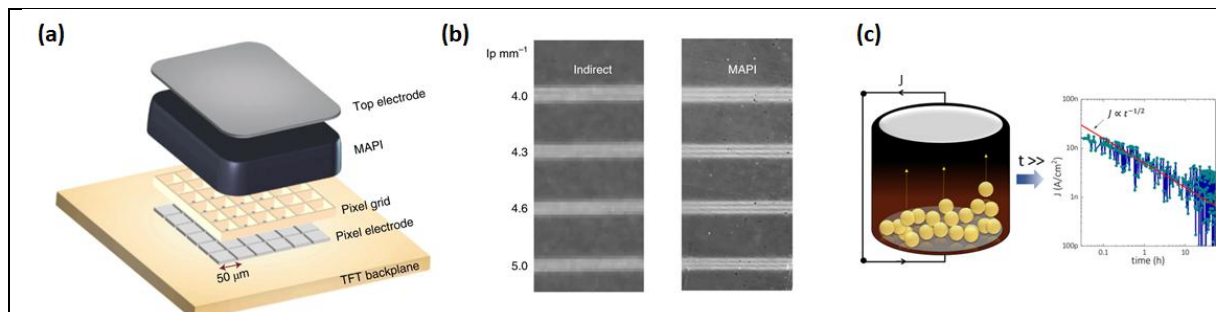 (a)
Top electrode
MAPI
Pixel grid
Pixel electrode
50 μm
TFT backplane
(b)
lp mm⁻¹
Indirect
MAPI
4.0
4.3
4.6
5.0
(c)
J
t >>
J ∝ t^{-1/2}
J (A/cm²)
100n
10n
1n
100p
0.1
1
10
time (h)